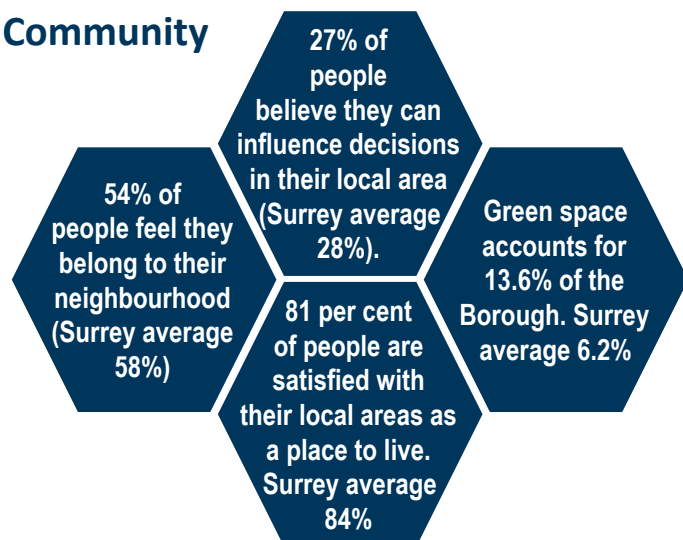 Community
27% of
people
believe they can
influence decisions
in their local area
(Surrey average
28%).
54% of
people feel they
belong to their
neighbourhood
(Surrey average
58%)
Green space
accounts for
13.6% of the
Borough. Surrey
average 6.2%
81 per cent
of people are
satisfied with
their local areas as
a place to live.
Surrey average
84%